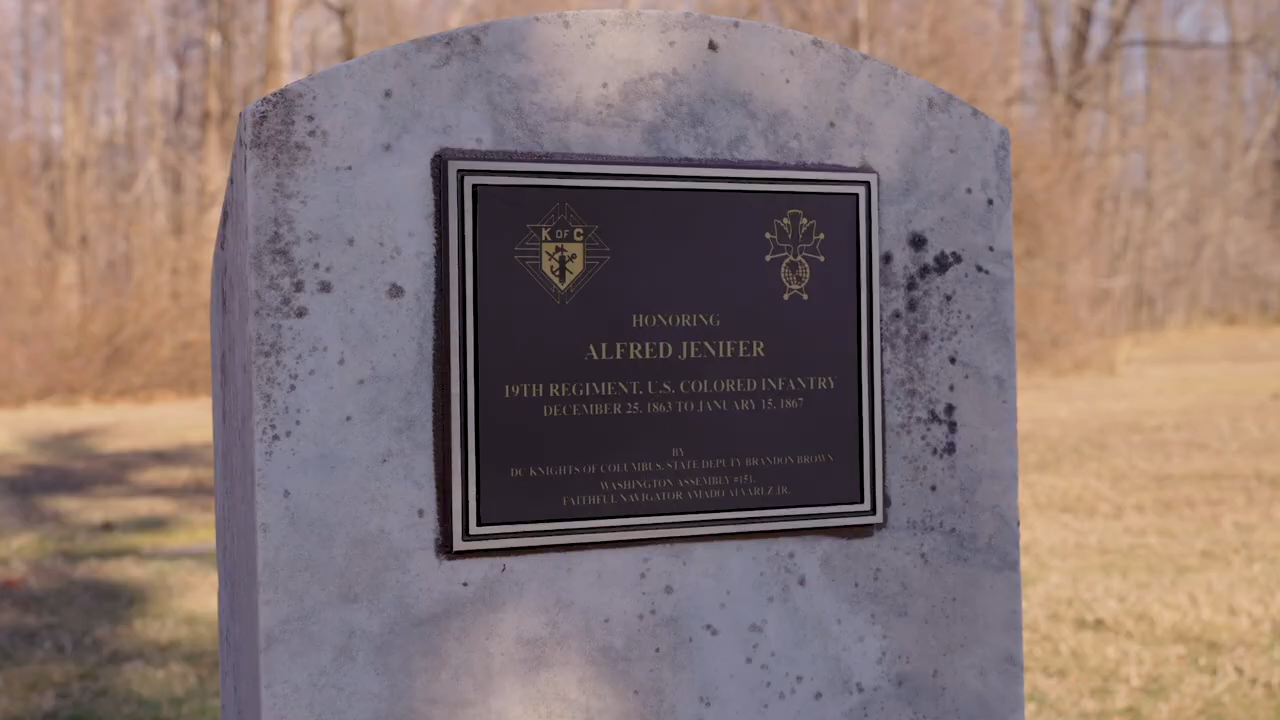 K OF C
HONORING
ALFRED JENIFER
19TH REGIMENT, U.S. COLORED INFANTRY
DECEMBER 25, 1863 TO JANUARY 15, 1867
BY
DC KNIGHTS OF COLUMBUS, STATE DEPUTY BRANDON BROWN
WASHINGTON ASSEMBLY #151,
FAITHFUL NAVIGATOR AMADO ALVAREZ JR.